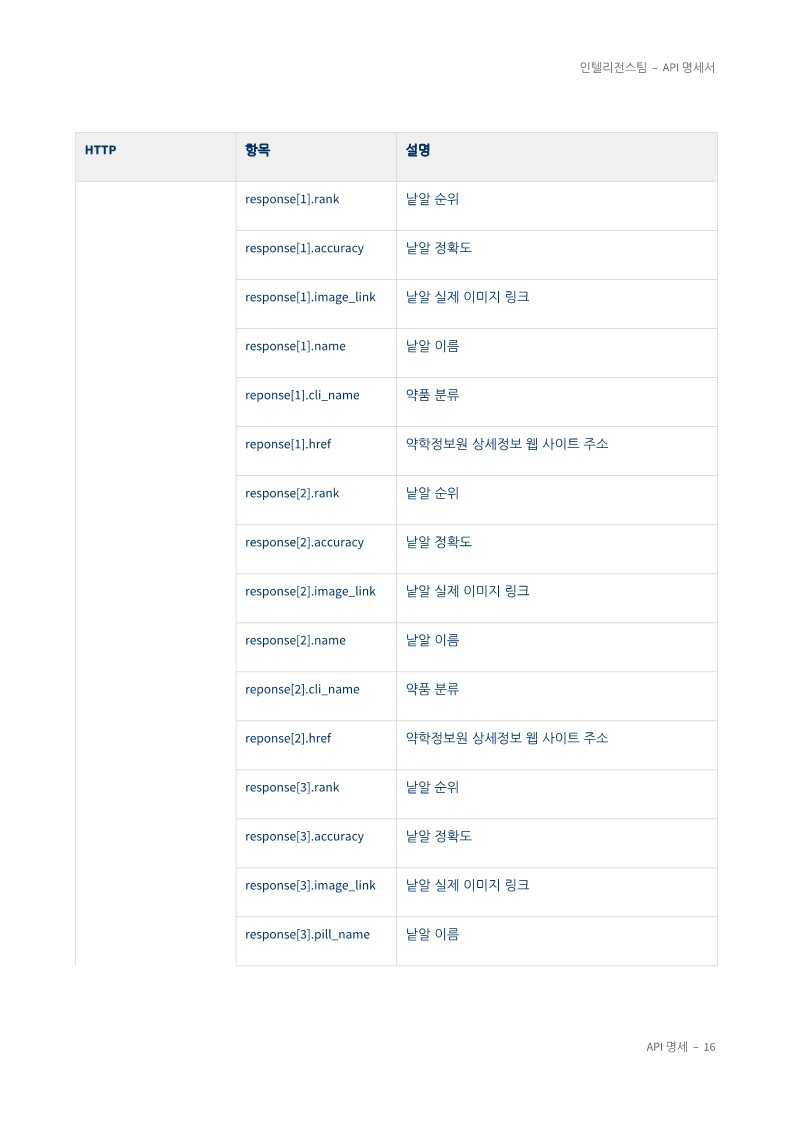 인텔리전스팀 – API 명세서
HTTP 항목 설명
response[1].rank 낱알 순위
response[1].accuracy 낱알 정확도
response[1].image_link 낱알 실제 이미지 링크
response[1].name 낱알 이름
reponse[1].cli_name 약품 분류
reponse[1].href 약학정보원 상세정보 웹 사이트 주소
response[2].rank 낱알 순위
response[2].accuracy 낱알 정확도
response[2].image_link 낱알 실제 이미지 링크
response[2].name 낱알 이름
reponse[2].cli_name 약품 분류
reponse[2].href 약학정보원 상세정보 웹 사이트 주소
response[3].rank 낱알 순위
response[3].accuracy 낱알 정확도
response[3].image_link 낱알 실제 이미지 링크
response[3].pill_name 낱알 이름
API 명세 – 16